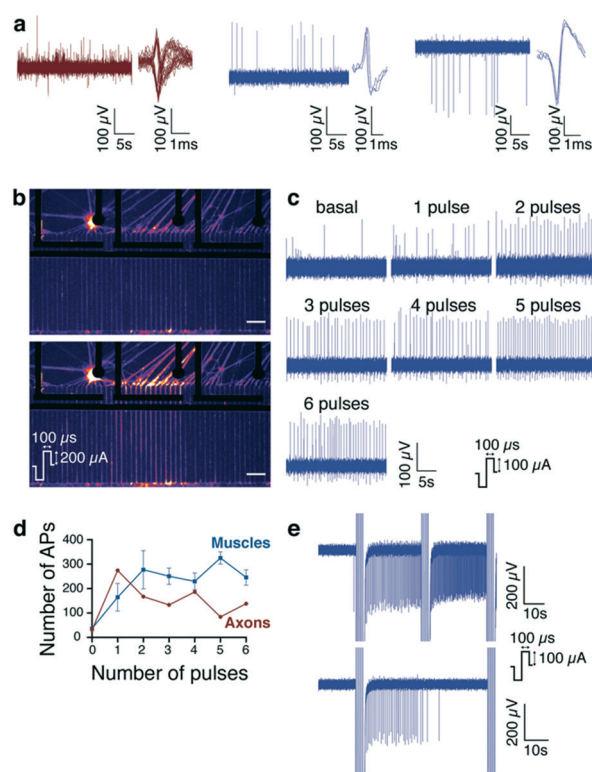 a
100 µV
5s
100 µV
1ms
100 µV
5s
100 µV
1ms
100 µV
5s
100 µV
1ms
b
100 µs
200 µA
c
basal
1 pulse
2 pulses
3 pulses
4 pulses
5 pulses
6 pulses
100 µV
5s
100 µs
100 µA
d
Number of APs
400
300
200
100
0
Muscles
Axons
0 1 2 3 4 5 6
Number of pulses
e
200 µV
10s
100 µs
100 µA
200 µV
10s